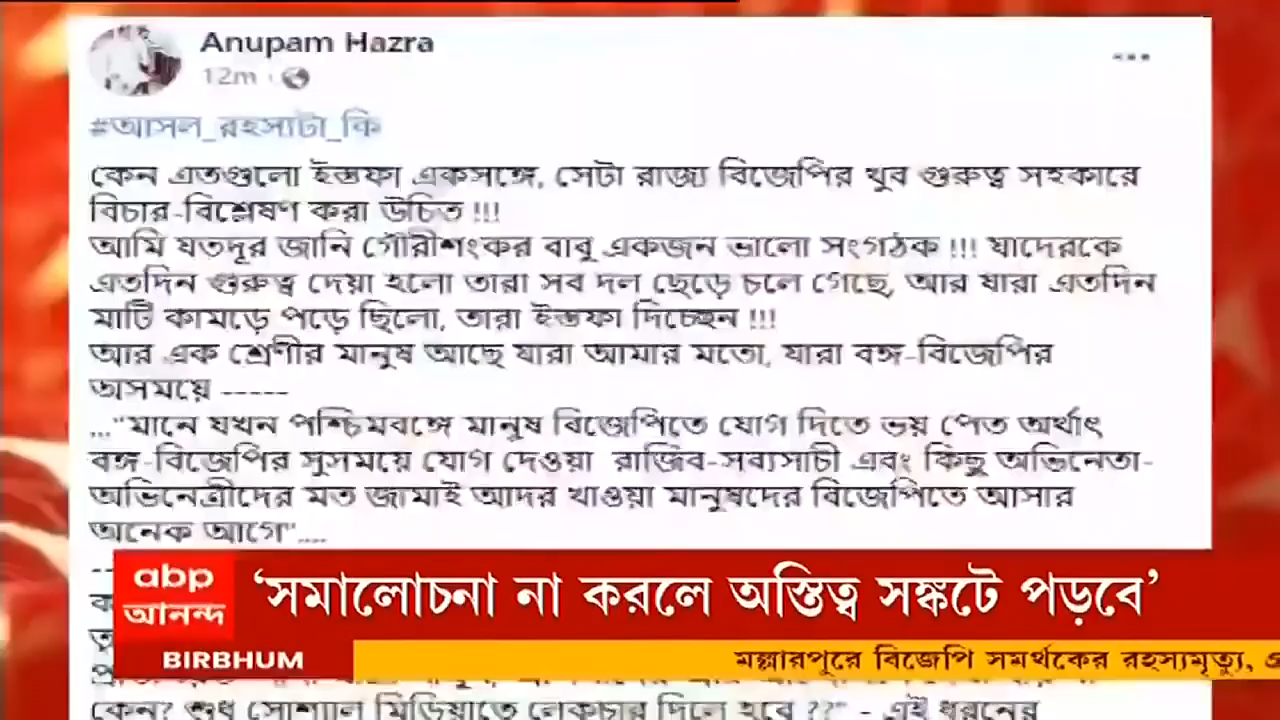 Anupam Hazra
12m
#আসল_রহস্যটা_কি
কেন এতগুলো ইস্তফা একসঙ্গে, সেটা রাজ্য বিজেপির খুব গুরুত্ব সহকারে
বিচার-বিশ্লেষণ করা উচিত !!!
আমি যতদূর জানি গৌরীশংকর বাবু একজন ভালো সংগঠক !!! যাদেরকে
এতদিন গুরুত্ব দেয়া হলো তারা সব দল ছেড়ে চলে গেছে, আর যারা এতদিন
মাটি কামড়ে পড়ে ছিলো, তারা ইস্তফা দিচ্ছেন !!!
আর এক শ্রেণীর মানুষ আছে যারা আমার মতো, যারা বঙ্গ-বিজেপির
অসময়ে -----
..."মানে যখন পশ্চিমবঙ্গে মানুষ বিজেপিতে যোগ দিতে ভয় পেত অর্থাৎ
বঙ্গ-বিজেপির সুসময়ে যোগ দেওয়া রাজিব-সব্যসাচী এবং কিছু অভিনেতা-
অভিনেত্রীদের মত জামাই আদর খাওয়া মানুষদের বিজেপিতে আসার
অনেক আগে"....
abp
আনন্দ
‘সমালোচনা না করলে অস্তিত্ব সঙ্কটে পড়বে’
BIRBHUM
মল্লারপুরে বিজেপি সমর্থকের রহস্যমৃত্যু,
কেন? শুধু সোশ্যাল মিডিয়াতে লেকচার দিলে হবে ??" - এই ধরনের